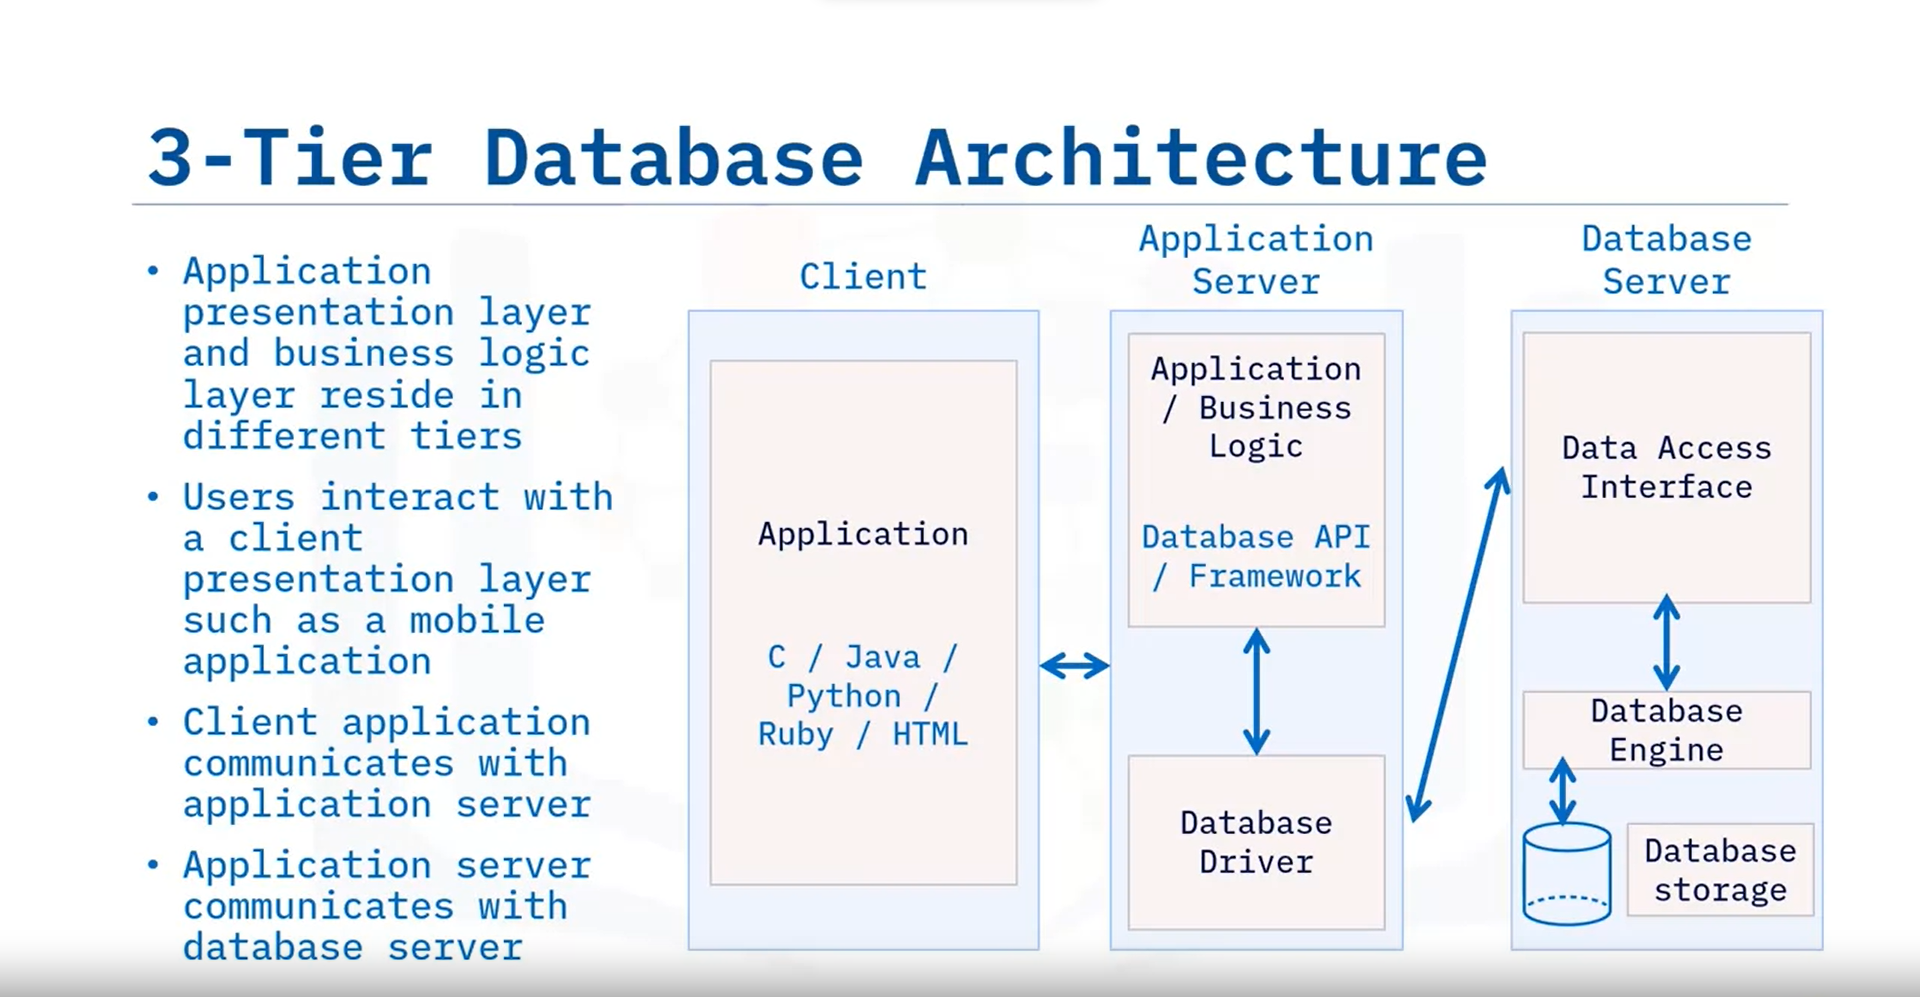 3-Tier Database Architecture
• Application
presentation layer
and business logic
layer reside in
different tiers
• Users interact with
a client
presentation layer
such as a mobile
application
• Client application
communicates with
application server
• Application server
communicates with
database server
Client
Application
C / Java /
Python /
Ruby / HTML
Application
Server
Application
/ Business
Logic
Database API
/ Framework
Database
Driver
Database
Server
Data Access
Interface
Database
Engine
Database
storage